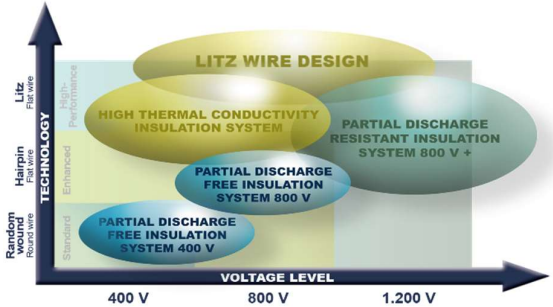 LITZ WIRE DESIGN
HIGH THERMAL CONDUCTIVITY
INSULATION SYSTEM
PARTIAL DISCHARGE
RESISTANT INSULATION
SYSTEM 800 V +
PARTIAL DISCHARGE
FREE INSULATION
SYSTEM 800 V
PARTIAL DISCHARGE
FREE INSULATION
SYSTEM 400 V
TECHNOLOGY
Litz
Flat wire
High-
Performance
Hairpin
Flat wire
Enhanced
Random
wound
Round wire
Standard
VOLTAGE LEVEL
400 V
800 V
1.200 V